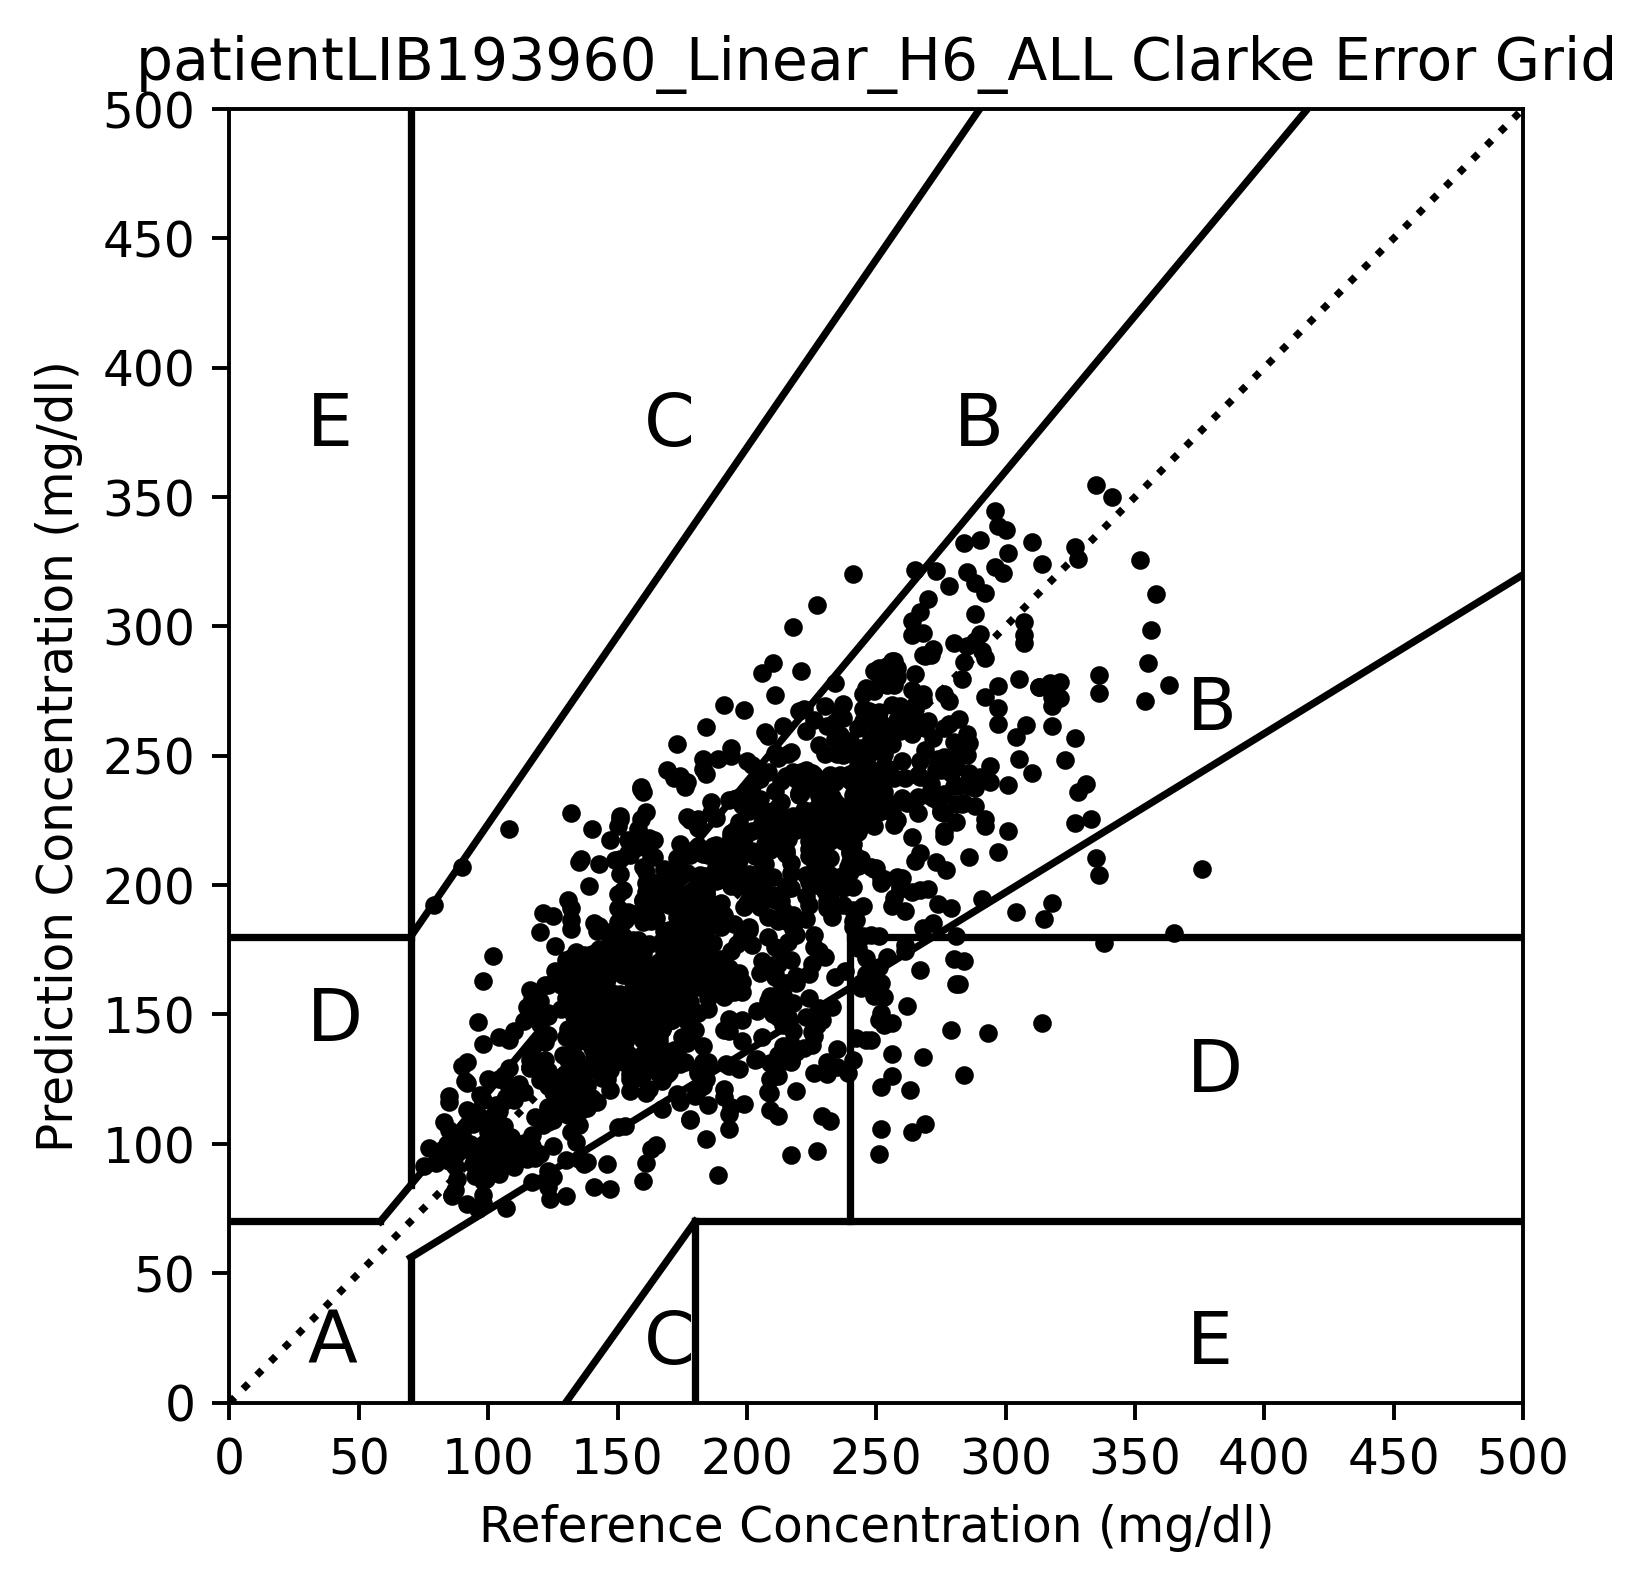 patientLIB193960_Linear_H6_ALL Clarke Error Grid
Prediction Concentration (mg/dl)
500
450
400
350
300
250
200
150
100
50
0
E
C
B
B
D
D
A
C
E
0 50 100 150 200 250 300 350 400 450 500
Reference Concentration (mg/dl)